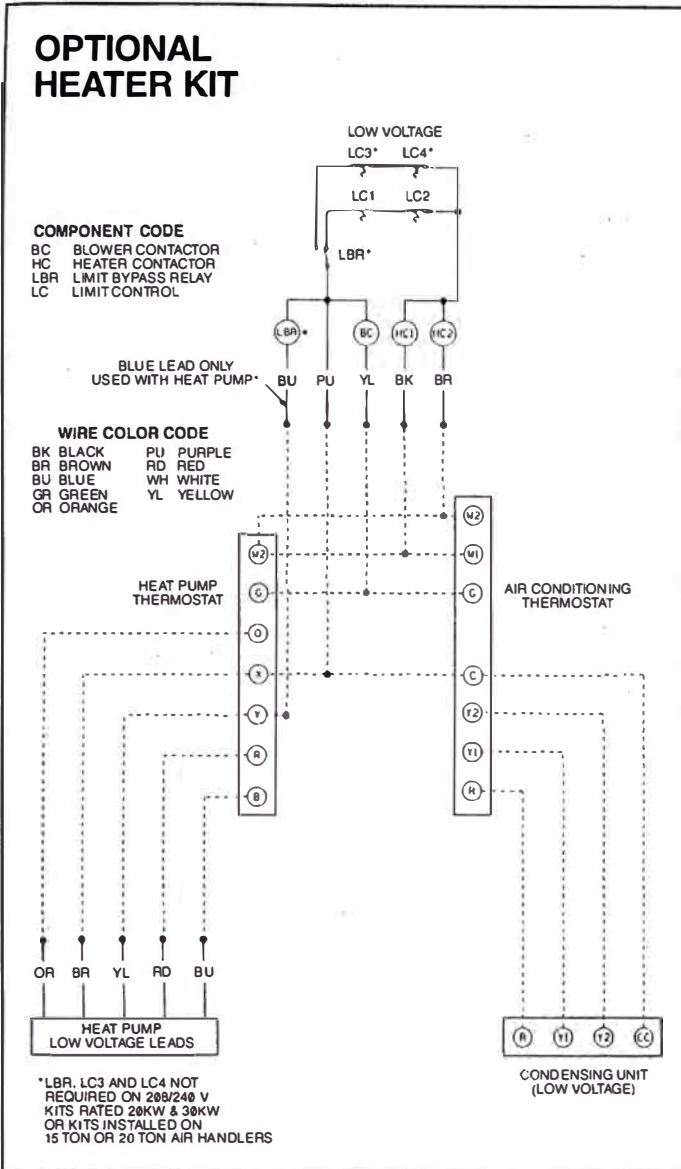 OPTIONAL
HEATER KIT
LOW VOLTAGE
LC3* LC4*
LC1 LC2
LBR*
COMPONENT CODE
BC BLOWER CONTACTOR
HC HEATER CONTACTOR
LBR LIMIT BYPASS RELAY
LC LIMIT CONTROL
LBR * BC HC1 HC2
BLUE LEAD ONLY
USED WITH HEAT PUMP*
BU PU YL BK BR
WIRE COLOR CODE
BK BLACK PU PURPLE
BR BROWN RD RED
BU BLUE WH WHITE
GR GREEN YL YELLOW
OR ORANGE
HEAT PUMP
THERMOSTAT
W2
G
O
X
Y
R
B
W2
W1
G
C
Y2
Y1
R
AIR CONDITIONING
THERMOSTAT
OR BR YL RD BU
HEAT PUMP
LOW VOLTAGE LEADS
R Y1 Y2 CC
CONDENSING UNIT
(LOW VOLTAGE)
*LBR, LC3 AND LC4 NOT
REQUIRED ON 208/240 V
KITS RATED 20KW & 30KW
OR KITS INSTALLED ON
15 TON OR 20 TON AIR HANDLERS